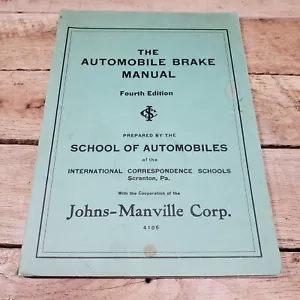 THE
AUTOMOBILE BRAKE
MANUAL
Fourth Edition
ICS
PREPARED BY THE
SCHOOL OF AUTOMOBILES
of the
INTERNATIONAL CORRESPONDENCE SCHOOLS
Scranton, Pa.
With the Cooperation of the
Johns-Manville Corp.
4105